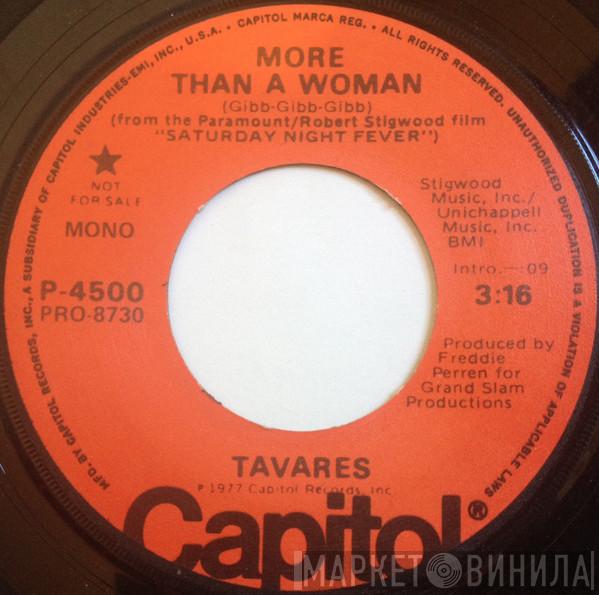 MFD. BY CAPITOL RECORDS, INC., A SUBSIDIARY OF CAPITOL INDUSTRIES-EMI, INC., U.S.A. • CAPITOL MARCA REG. • ALL RIGHTS RESERVED. UNAUTHORIZED DUPLICATION IS A VIOLATION OF APPLICABLE LAWS
MORE
THAN A WOMAN
(Gibb-Gibb-Gibb)
(from the Paramount/Robert Stigwood film
"SATURDAY NIGHT FEVER")
★
NOT
FOR SALE
MONO
P-4500
PRO-8730
Stigwood
Music, Inc./
Unichappell
Music, Inc.
BMI
Intro.—:09
3:16
Produced by
Freddie
Perren for
Grand Slam
Productions
TAVARES
℗ 1977 Capitol Records, Inc.
Capitol®
МАРКЕТ ВИНИЛА